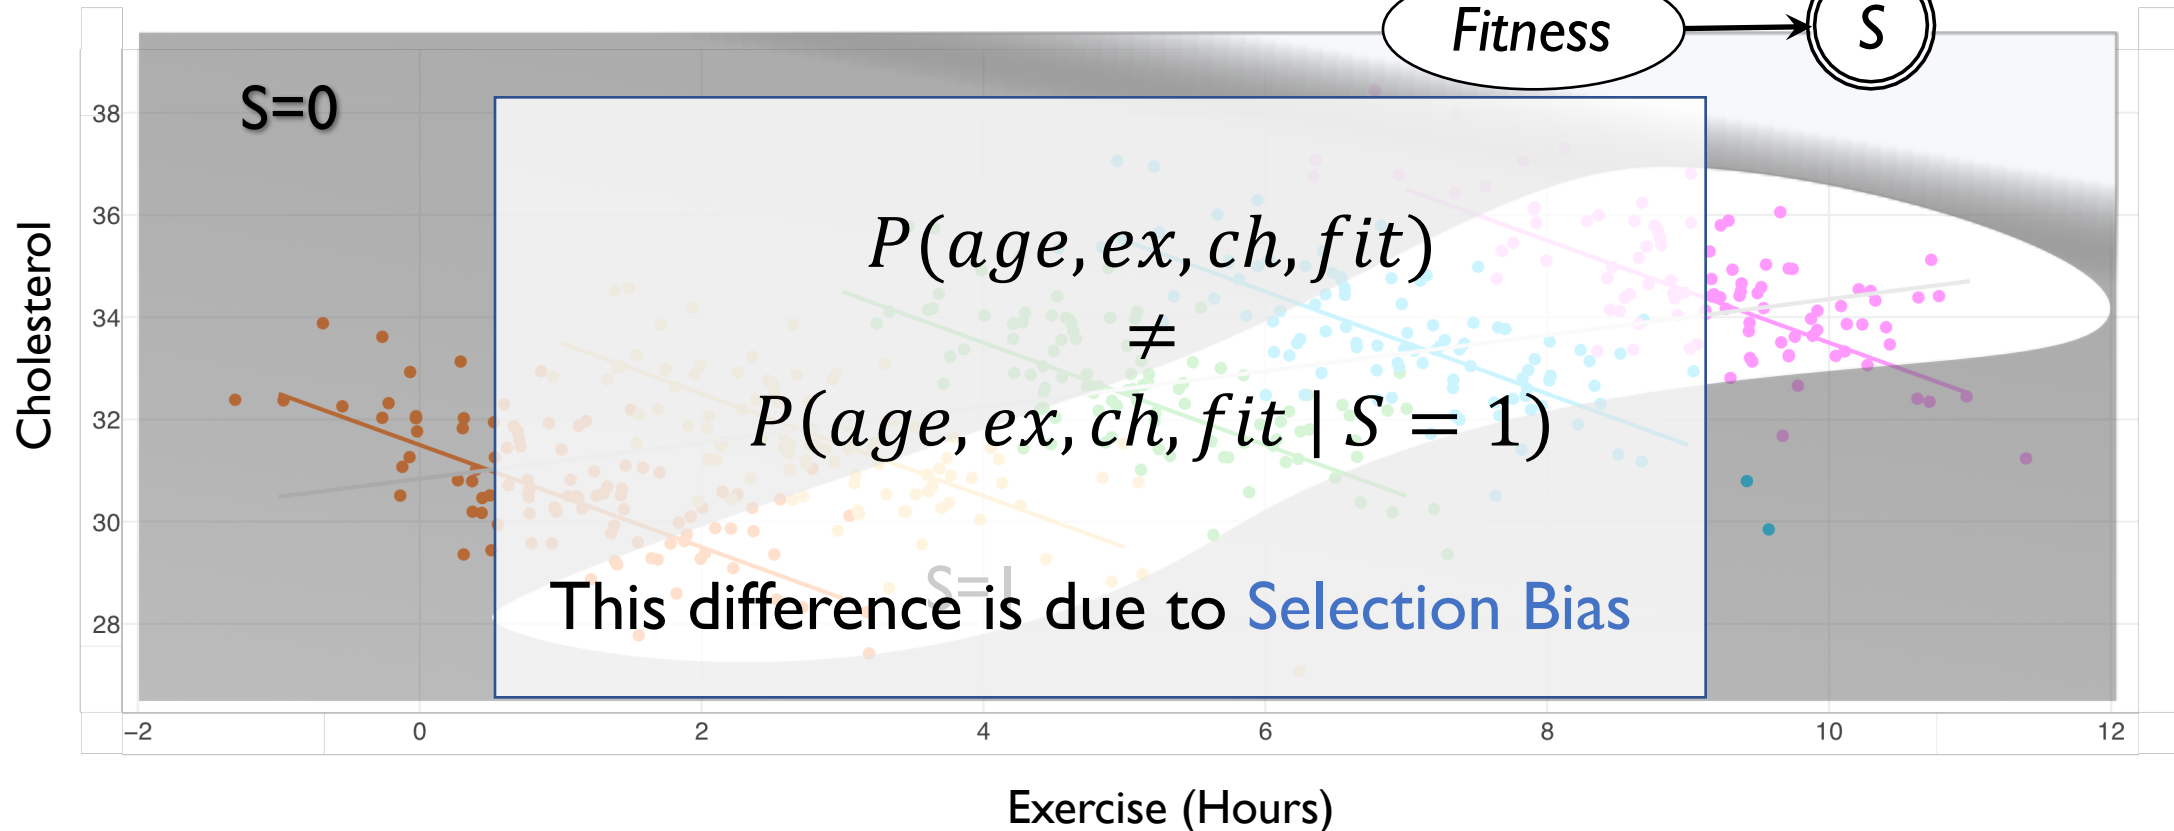 Fitness
S
S=0
P(age, ex, ch, fit)
≠
P(age, ex, ch, fit | S = 1)
S=1
This difference is due to Selection Bias
Cholesterol
38
36
34
32
30
28
−2 0 2 4 6 8 10 12
Exercise (Hours)